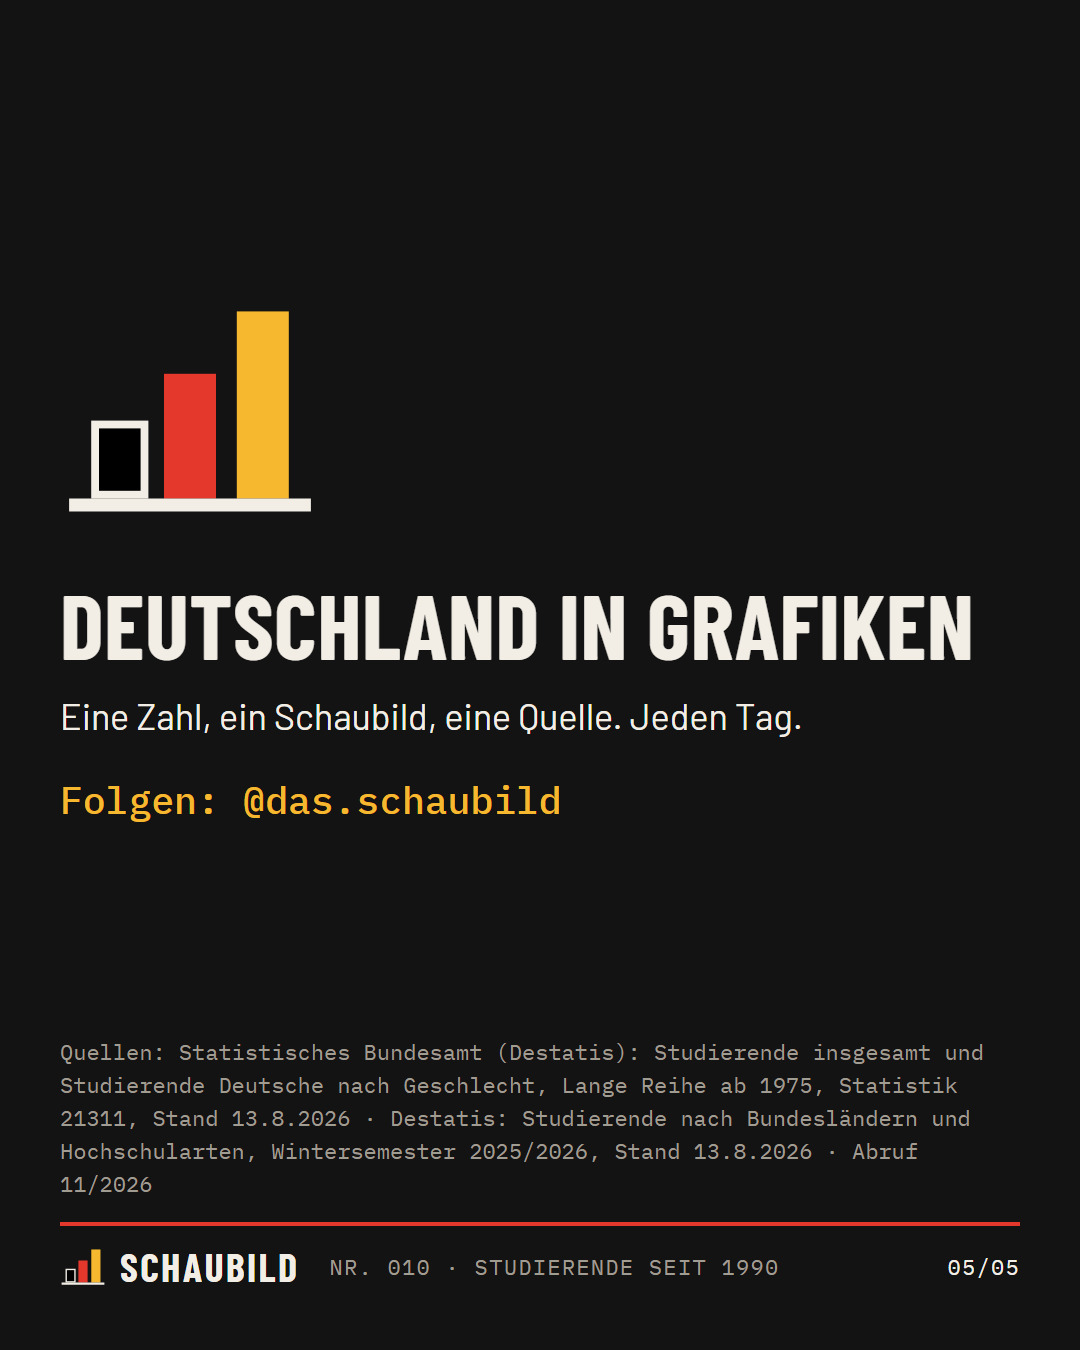 DEUTSCHLAND IN GRAFIKEN
Eine Zahl, ein Schaubild, eine Quelle. Jeden Tag.
Folgen: @das.schaubild
Quellen: Statistisches Bundesamt (Destatis): Studierende insgesamt und
Studierende Deutsche nach Geschlecht, Lange Reihe ab 1975, Statistik
21311, Stand 13.8.2026 · Destatis: Studierende nach Bundesländern und
Hochschularten, Wintersemester 2025/2026, Stand 13.8.2026 · Abruf
11/2026
SCHAUBILD NR. 010 · STUDIERENDE SEIT 1990 05/05